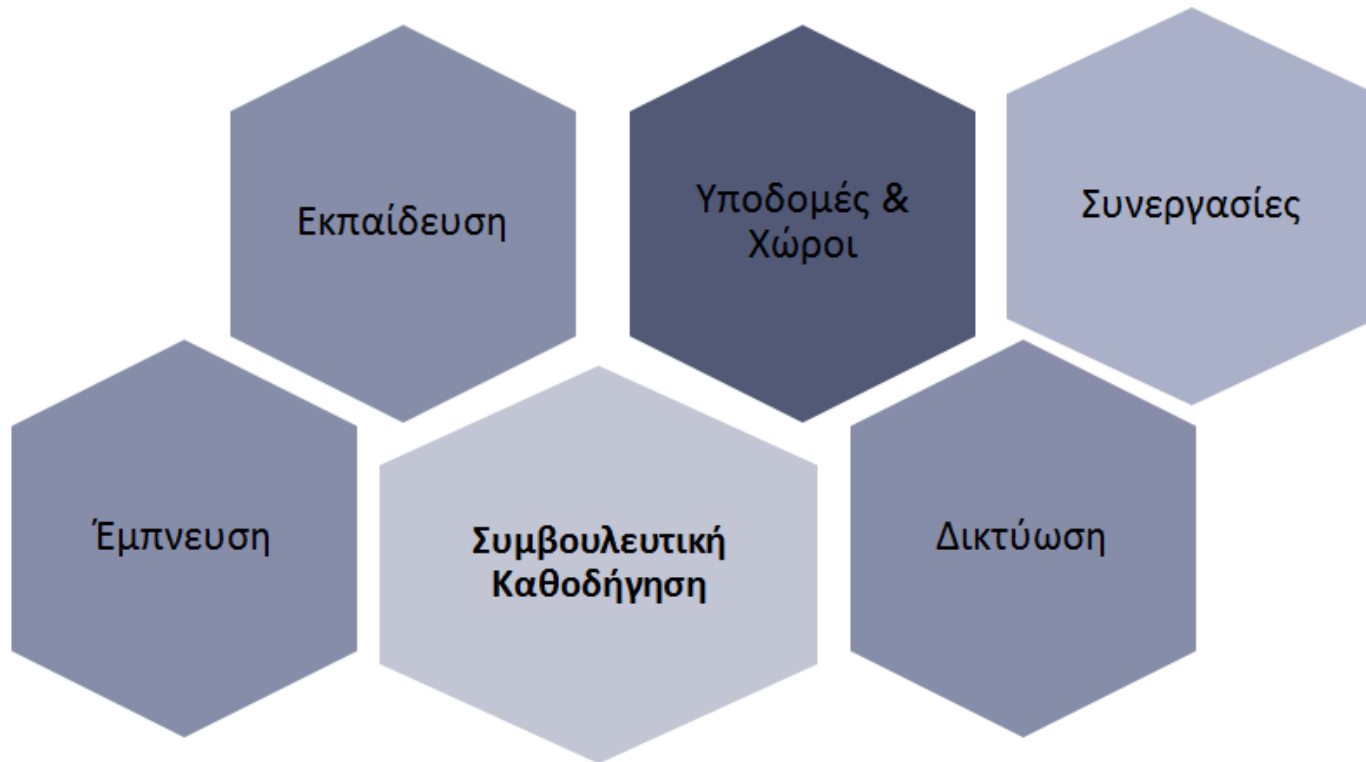 Εκπαίδευση
Υποδομές &
Χώροι
Συνεργασίες
Έμπνευση
Συμβουλευτική
Καθοδήγηση
Δικτύωση